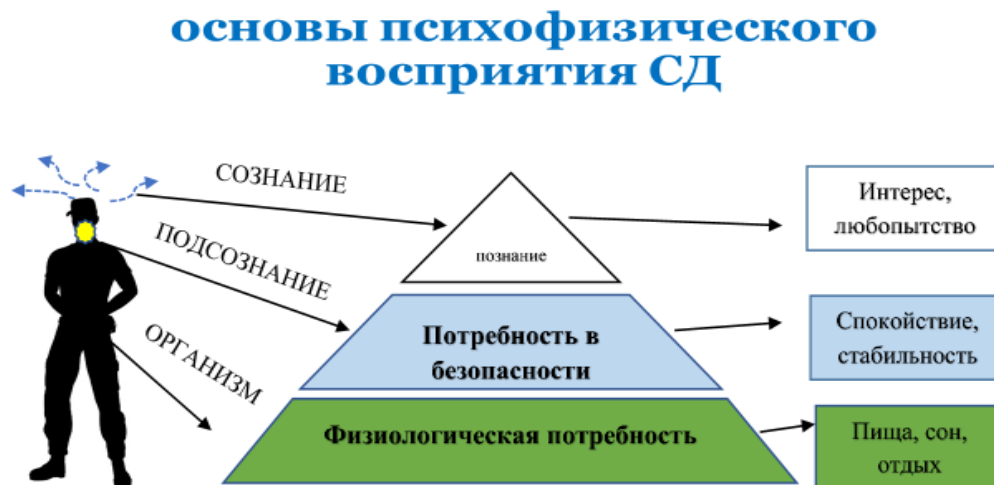 основы психофизического
восприятия СД
СОЗНАНИЕ
ПОДСОЗНАНИЕ
ОРГАНИЗМ
познание
Потребность в
безопасности
Физиологическая потребность
Интерес,
любопытство
Спокойствие,
стабильность
Пища, сон,
отдых